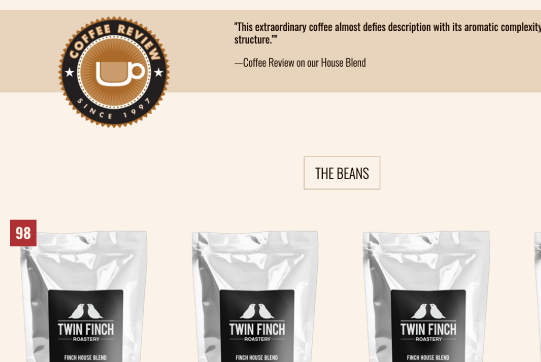 "This extraordinary coffee almost defies description with its aromatic complexity
structure.""
—Coffee Review on our House Blend
COFFEE REVIEW
SINCE 1997
THE BEANS
98
TWIN FINCH
ROASTERY
FINCH HOUSE BLEND
TWIN FINCH
ROASTERY
FINCH HOUSE BLEND
TWIN FINCH
ROASTERY
FINCH HOUSE BLEND